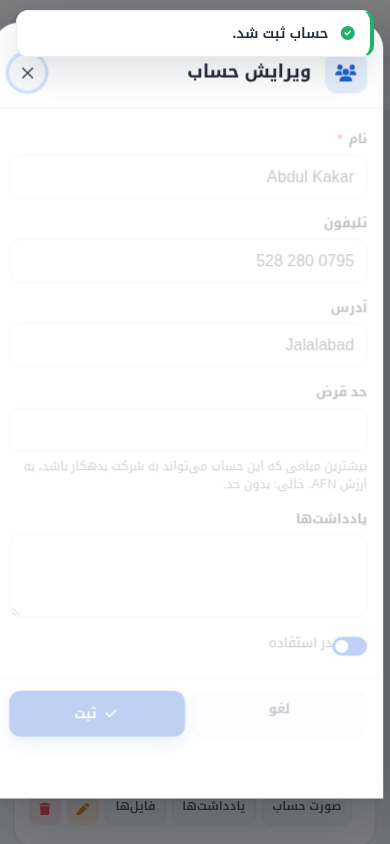 حساب ثبت شد.
ویرایش حساب
نام *
Abdul Kakar
تلیفون
528 280 0795
آدرس
Jalalabad
حد قرض
بیشترین مبلغی که این حساب می‌تواند به شرکت بدهکار باشد، به
ارزش AFN. خالی: بدون حد.
یادداشت‌ها
در استفاده
لغو
ثبت
صورت حساب
یادداشت‌ها
فایل‌ها